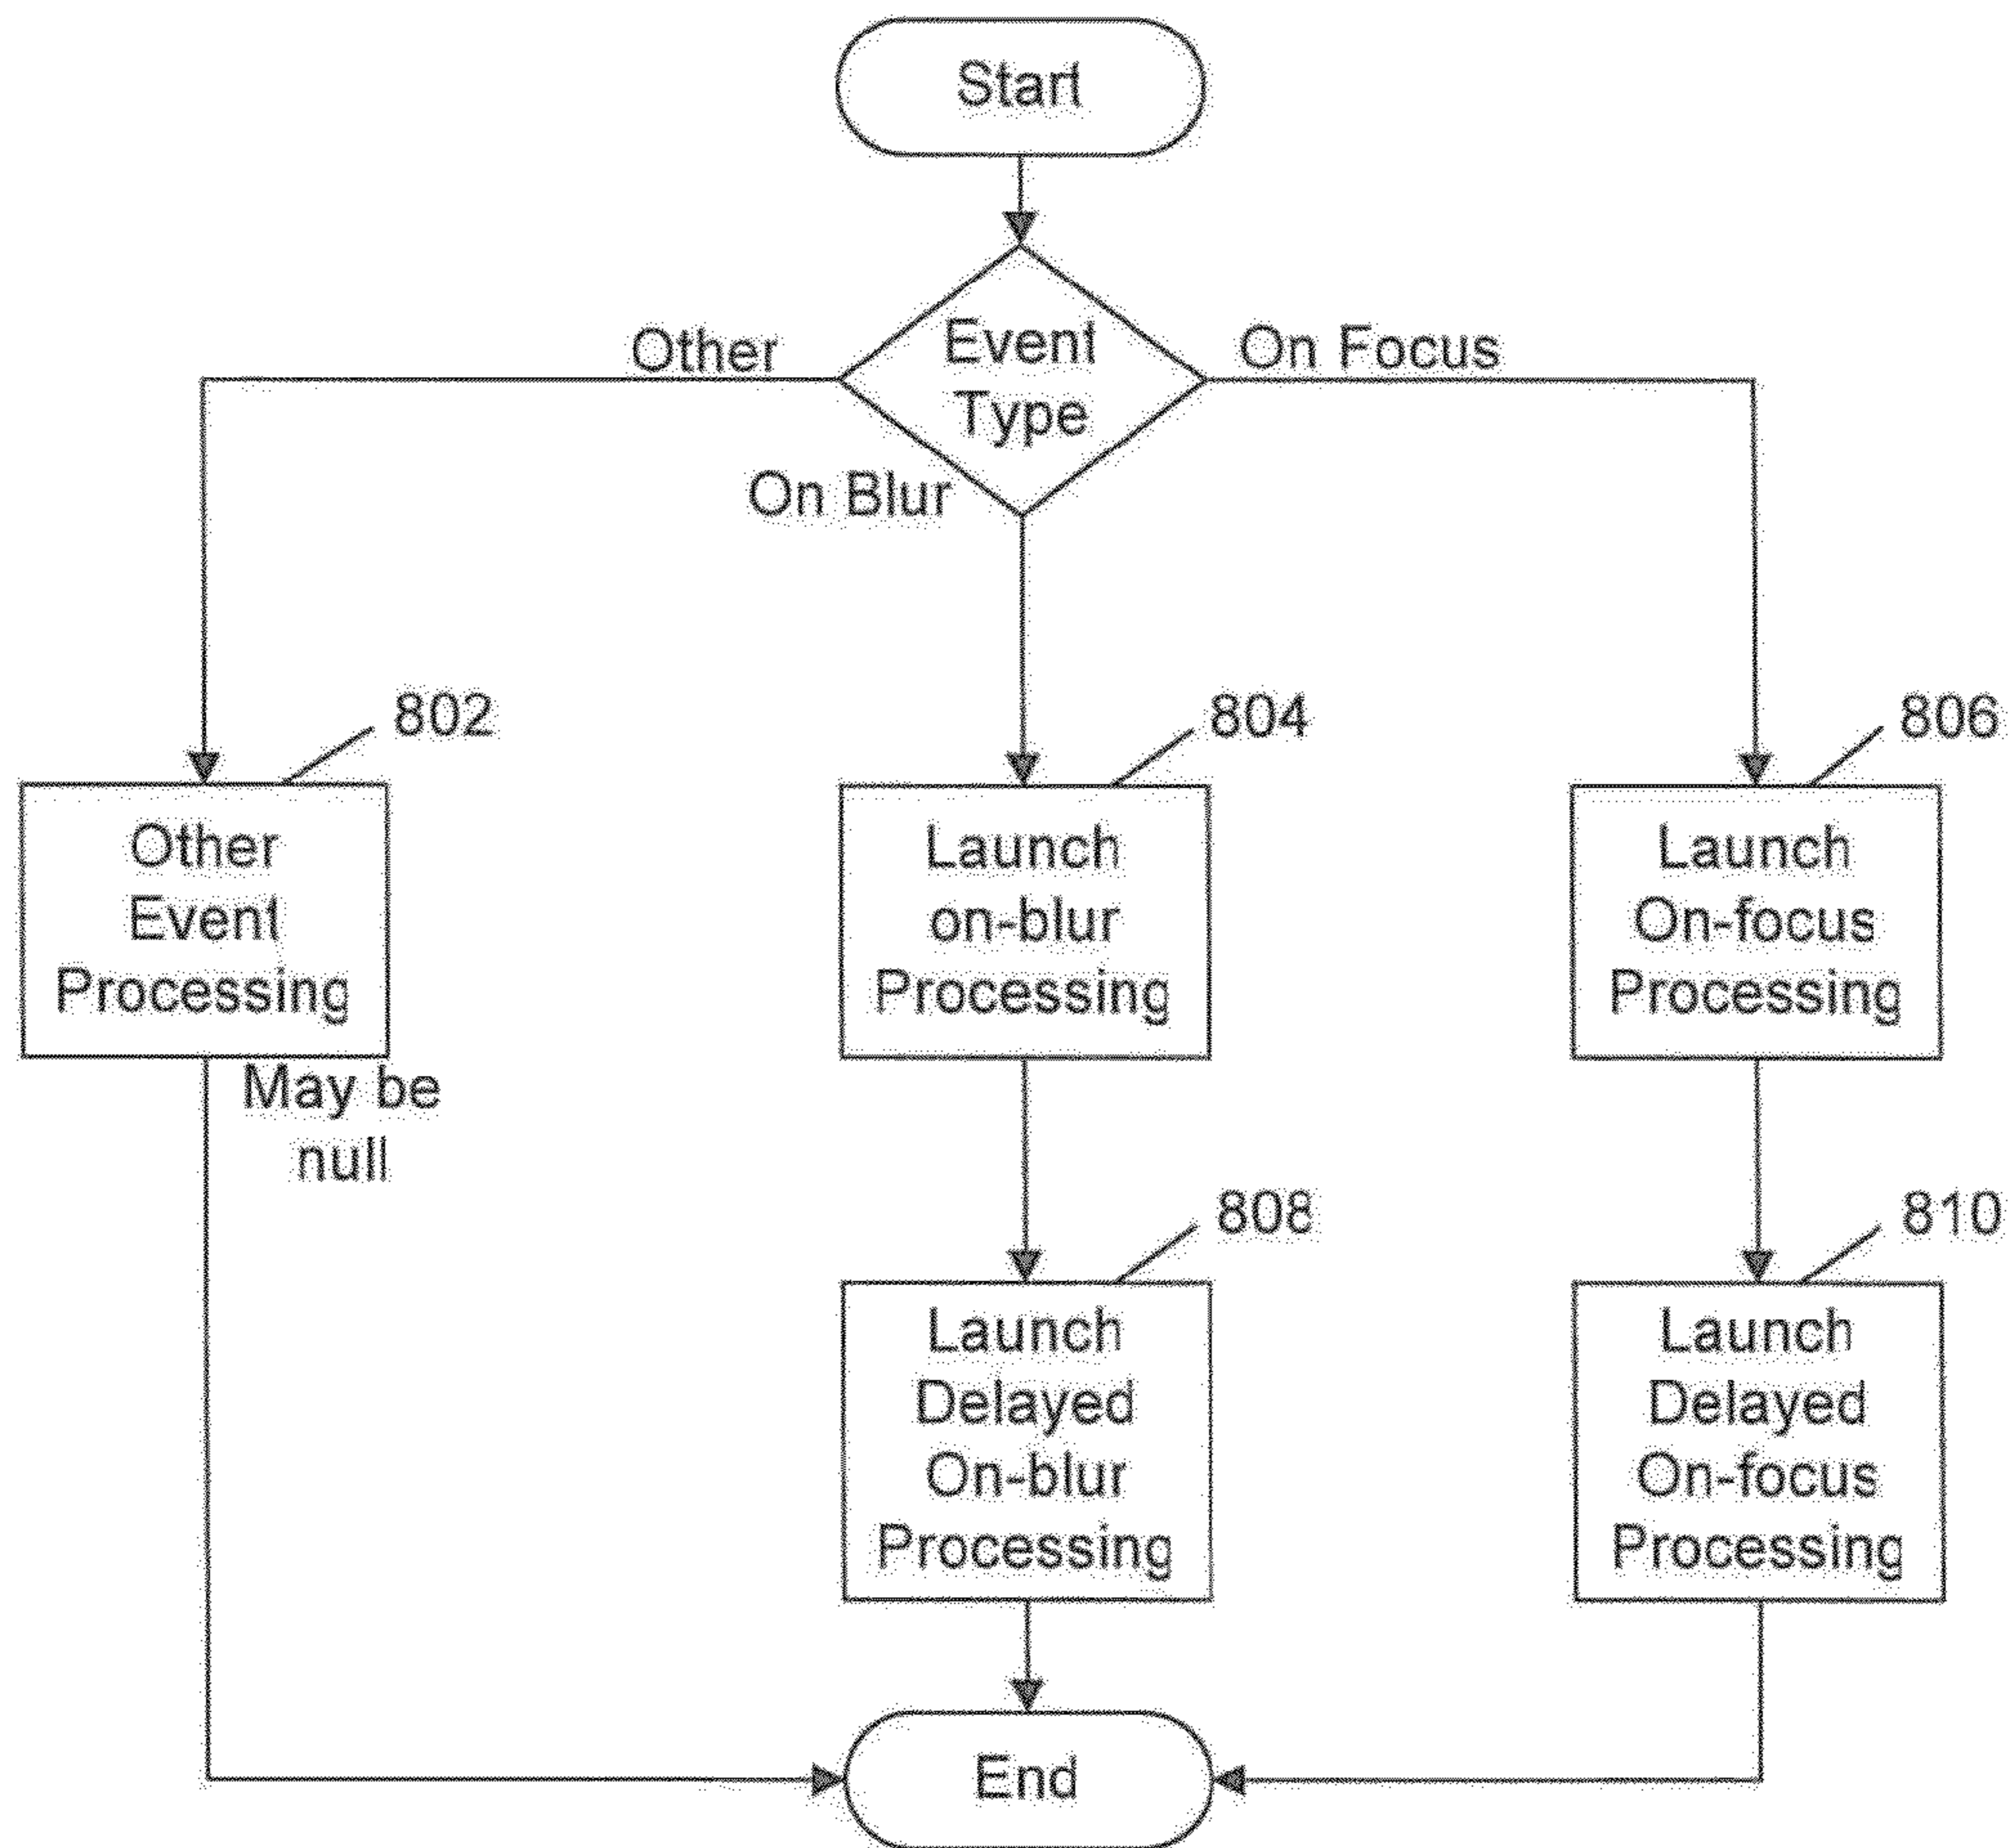 Start
Event
Type
Other
On Focus
On Blur
802
804
806
Other
Event
Processing
Launch
on-blur
Processing
Launch
On-focus
Processing
May be
null
808
810
Launch
Delayed
On-blur
Processing
Launch
Delayed
On-focus
Processing
End